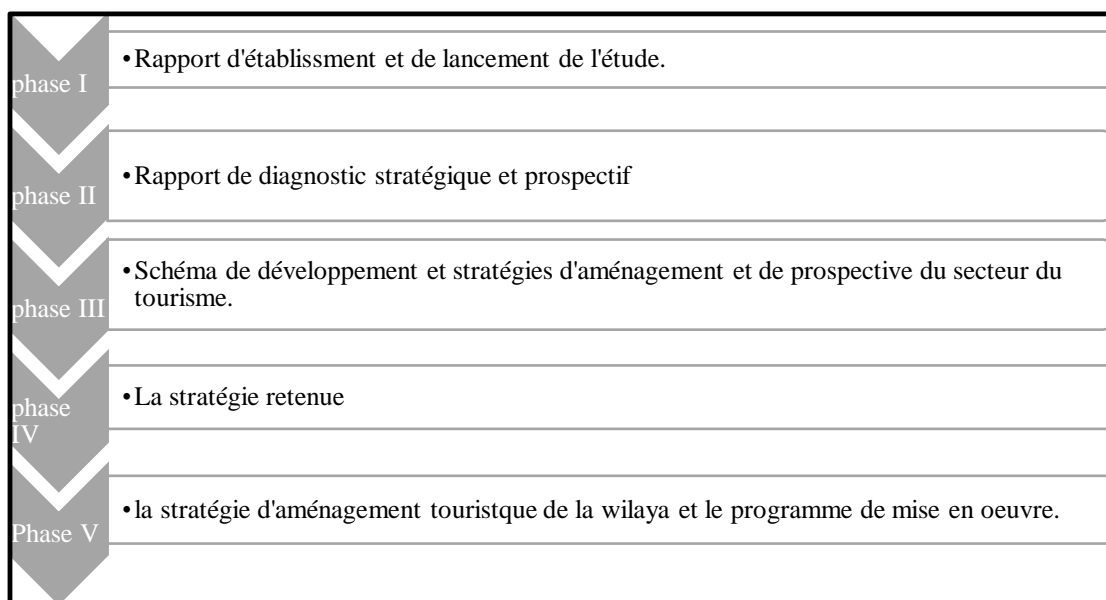 phase I
•Rapport d'établissment et de lancement de l'étude.
phase II
•Rapport de diagnostic stratégique et prospectif
phase III
•Schéma de développement et stratégies d'aménagement et de prospective du secteur du
tourisme.
phase
IV
•La stratégie retenue
Phase V
•la stratégie d'aménagement touristque de la wilaya et le programme de mise en oeuvre.